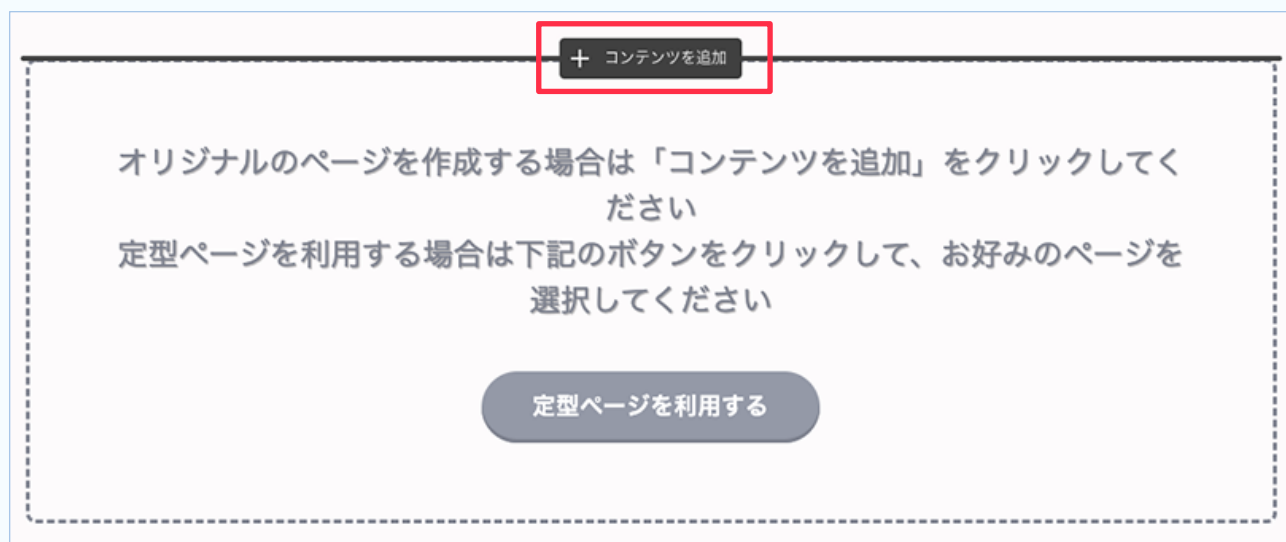 ＋ コンテンツを追加
オリジナルのページを作成する場合は「コンテンツを追加」をクリックしてく
ださい
定型ページを利用する場合は下記のボタンをクリックして、お好みのページを
選択してください
定型ページを利用する